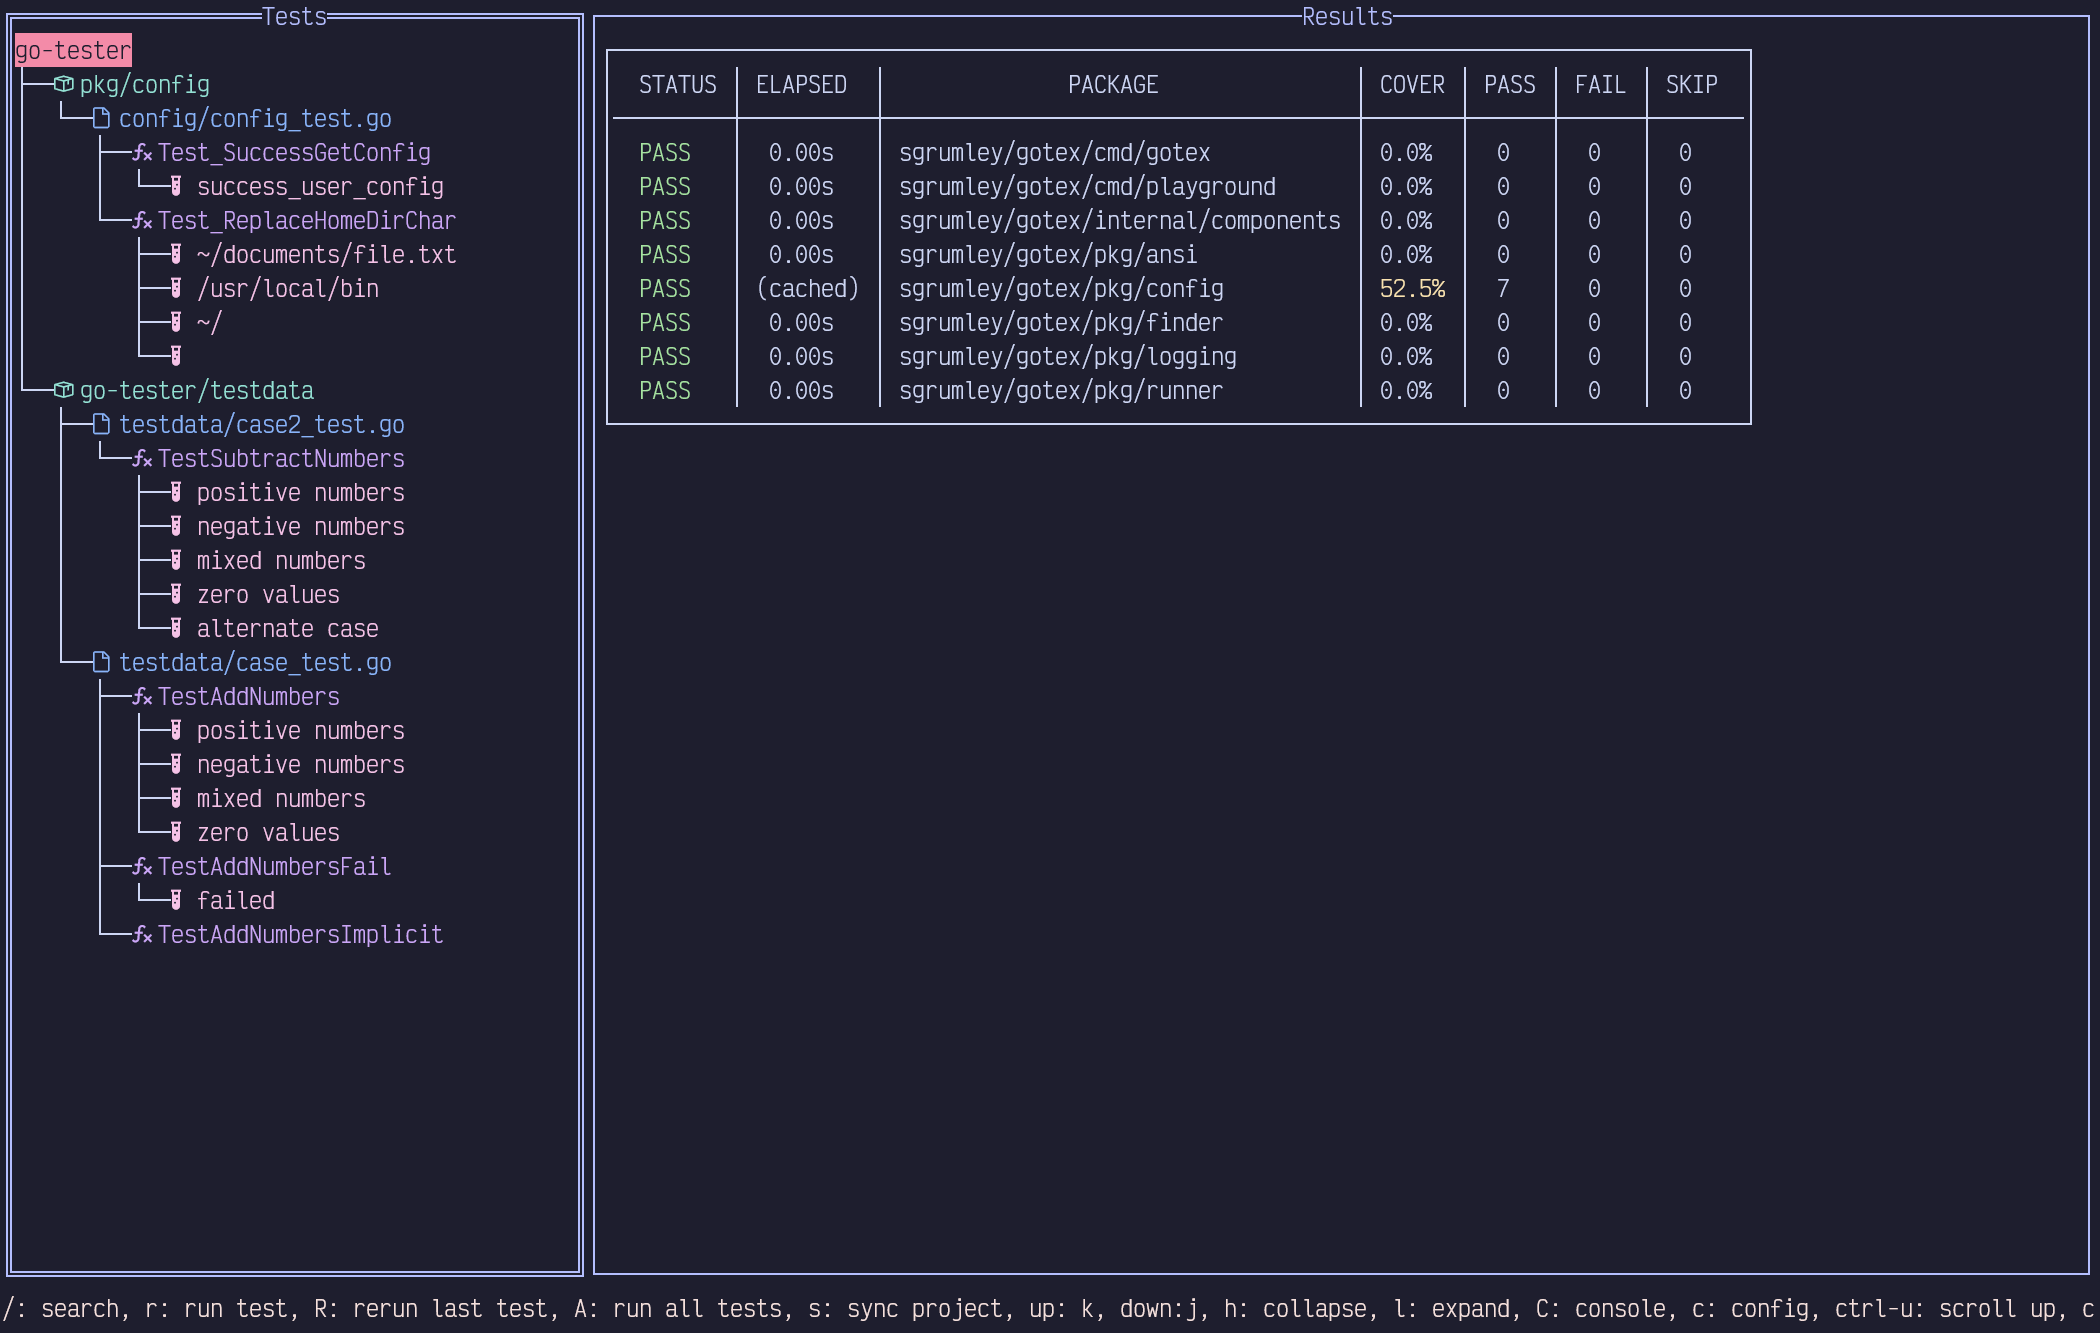 Tests
go-tester
pkg/config
config/config_test.go
Test_SuccessGetConfig
success_user_config
Test_ReplaceHomeDirChar
~/documents/file.txt
/usr/local/bin
~/
go-tester/testdata
testdata/case2_test.go
TestSubtractNumbers
positive numbers
negative numbers
mixed numbers
zero values
alternate case
testdata/case_test.go
TestAddNumbers
positive numbers
negative numbers
mixed numbers
zero values
TestAddNumbersFail
failed
TestAddNumbersImplicit
Results
STATUS ELAPSED PACKAGE COVER PASS FAIL SKIP
PASS 0.00s sgrumley/gotex/cmd/gotex 0.0% 0 0 0
PASS 0.00s sgrumley/gotex/cmd/playground 0.0% 0 0 0
PASS 0.00s sgrumley/gotex/internal/components 0.0% 0 0 0
PASS 0.00s sgrumley/gotex/pkg/ansi 0.0% 0 0 0
PASS (cached) sgrumley/gotex/pkg/config 52.5% 7 0 0
PASS 0.00s sgrumley/gotex/pkg/finder 0.0% 0 0 0
PASS 0.00s sgrumley/gotex/pkg/logging 0.0% 0 0 0
PASS 0.00s sgrumley/gotex/pkg/runner 0.0% 0 0 0
/: search, r: run test, R: rerun last test, A: run all tests, s: sync project, up: k, down:j, h: collapse, l: expand, C: console, c: config, ctrl-u: scroll up, c